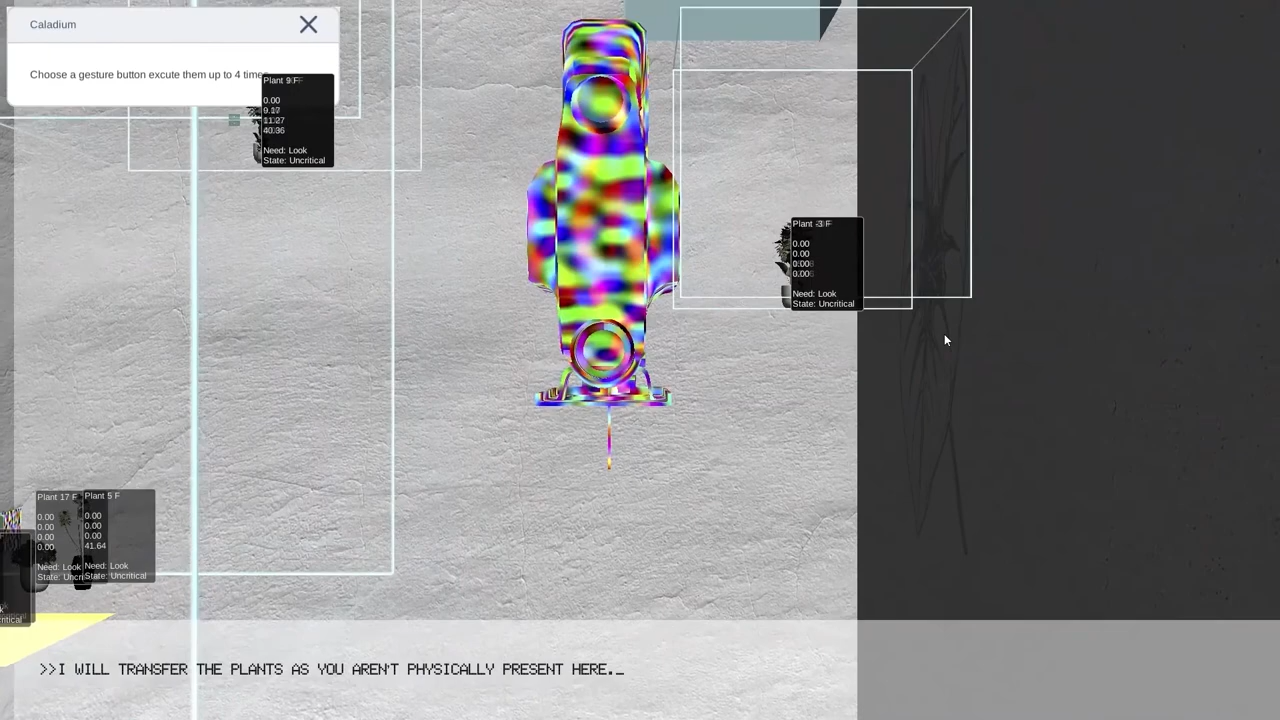 Caladium
Choose a gesture button excute them up to 4
Plant 9 F
0.00
Need: Look
State: Uncritical
Plant -3 F
0.00
0.00
Need: Look
State: Uncritical
Plant 17 F
0.00
0.00
0.00
0.00
Need: Look
Plant 5 F
0.00
0.00
0.00
41.64
Need: Look
State: Uncritical
>>I WILL TRANSFER THE PLANTS AS YOU AREN'T PHYSICALLY PRESENT HERE._